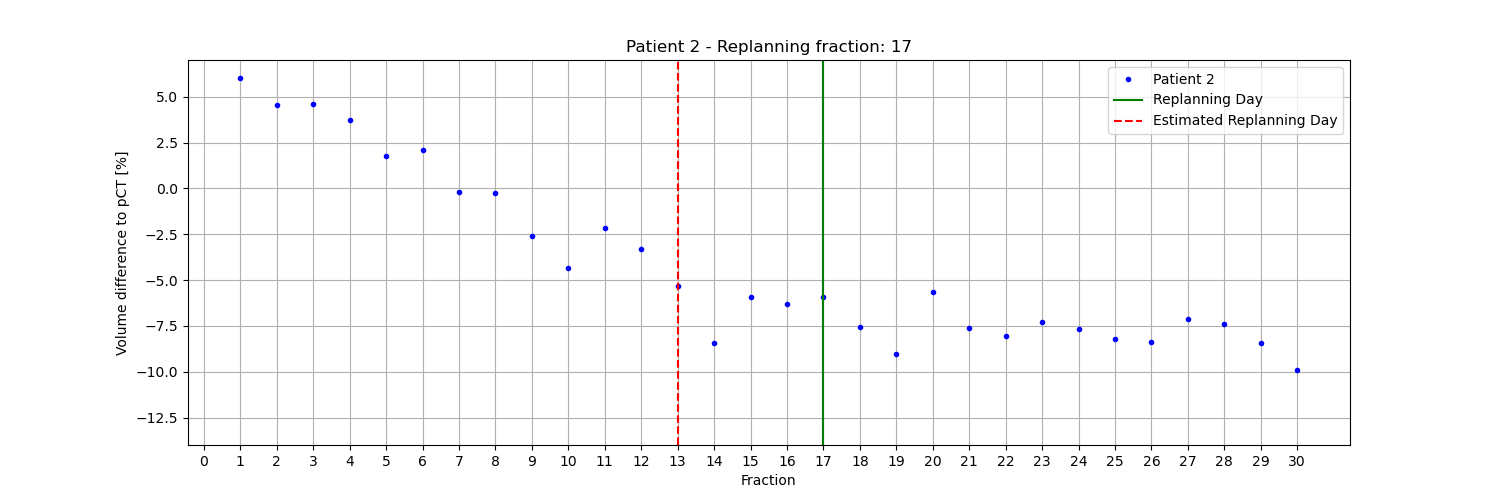 Patient 2 - Replanning fraction: 17
Patient 2
Replanning Day
Estimated Replanning Day
Volume difference to pCT [%]
5.0
2.5
0.0
−2.5
−5.0
−7.5
−10.0
−12.5
0 1 2 3 4 5 6 7 8 9 10 11 12 13 14 15 16 17 18 19 20 21 22 23 24 25 26 27 28 29 30
Fraction